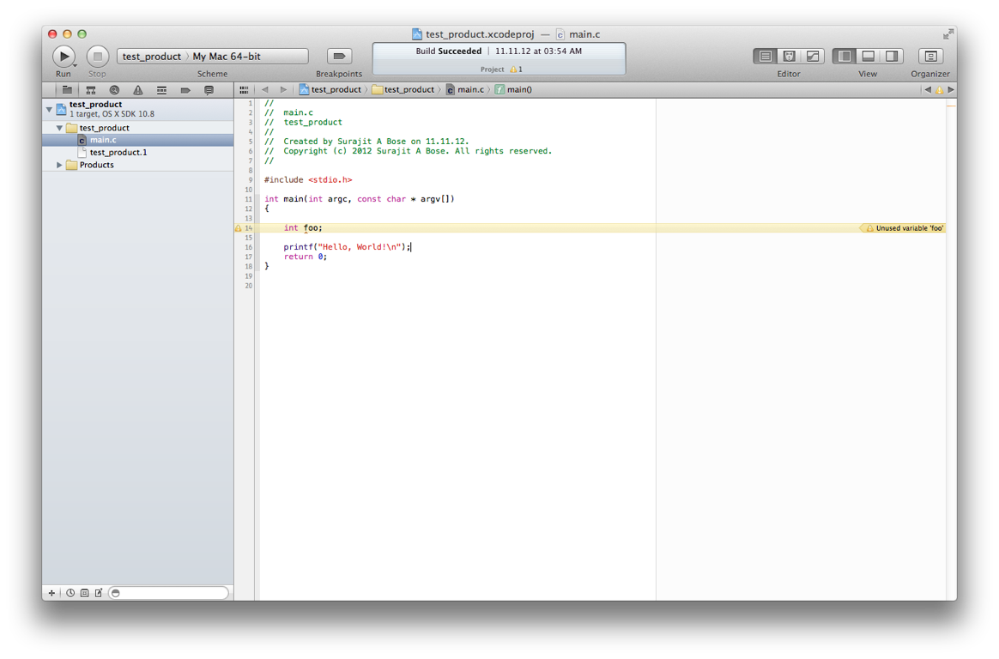 test_product.xcodeproj — main.c
test_product 〉 My Mac 64-bit
Build Succeeded | 11.11.12 at 03:54 AM
Project 1
Run Stop Scheme Breakpoints Editor View Organizer
test_product
1 target, OS X SDK 10.8
test_product
main.c
test_product.1
Products
test_product 〉 test_product 〉 main.c 〉 main()
1 //
2 //  main.c
3 //  test_product
4 //
5 //  Created by Surajit A Bose on 11.11.12.
6 //  Copyright (c) 2012 Surajit A Bose. All rights reserved.
7 //
8
9 #include <stdio.h>
10
11 int main(int argc, const char * argv[])
12 {
13
14     int foo; Unused variable 'foo'
15
16     printf("Hello, World!\n");
17     return 0;
18 }
19
20